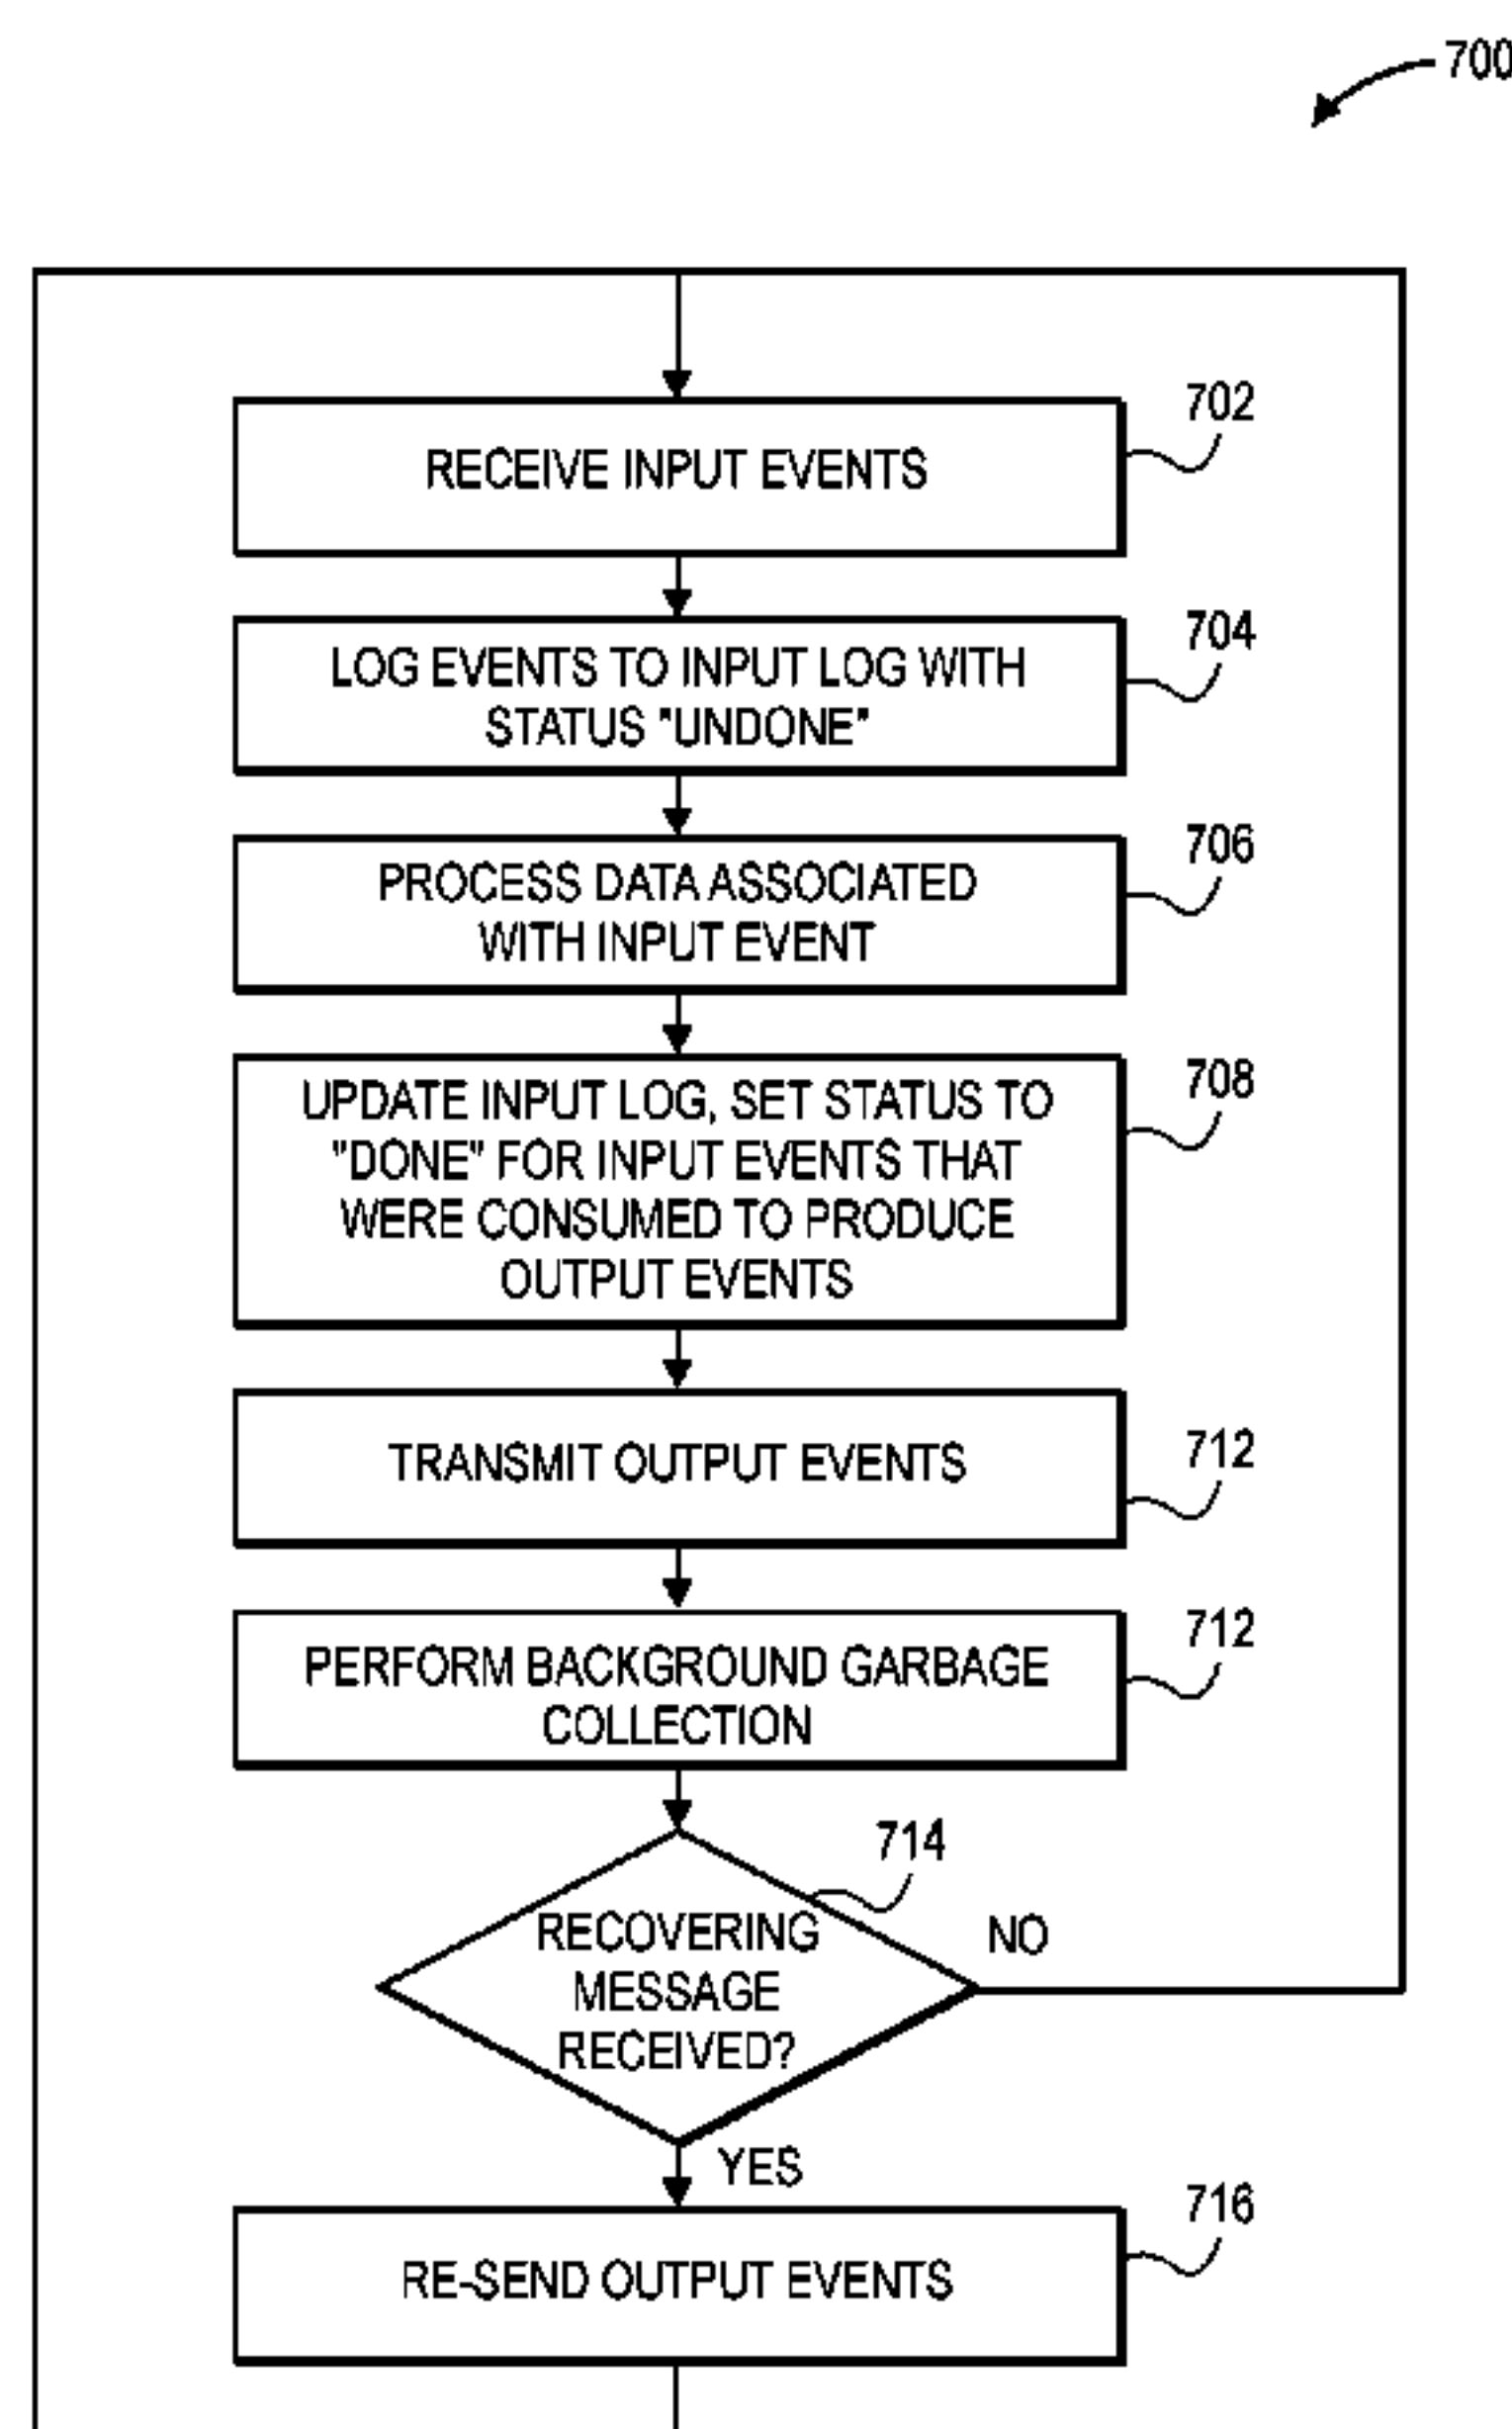 700
RECEIVE INPUT EVENTS
702
LOG EVENTS TO INPUT LOG WITH
STATUS "UNDONE"
704
PROCESS DATA ASSOCIATED
WITH INPUT EVENT
706
UPDATE INPUT LOG, SET STATUS TO
"DONE" FOR INPUT EVENTS THAT
WERE CONSUMED TO PRODUCE
OUTPUT EVENTS
708
TRANSMIT OUTPUT EVENTS
712
PERFORM BACKGROUND GARBAGE
COLLECTION
712
714
RECOVERING
MESSAGE
RECEIVED?
NO
YES
RE-SEND OUTPUT EVENTS
716